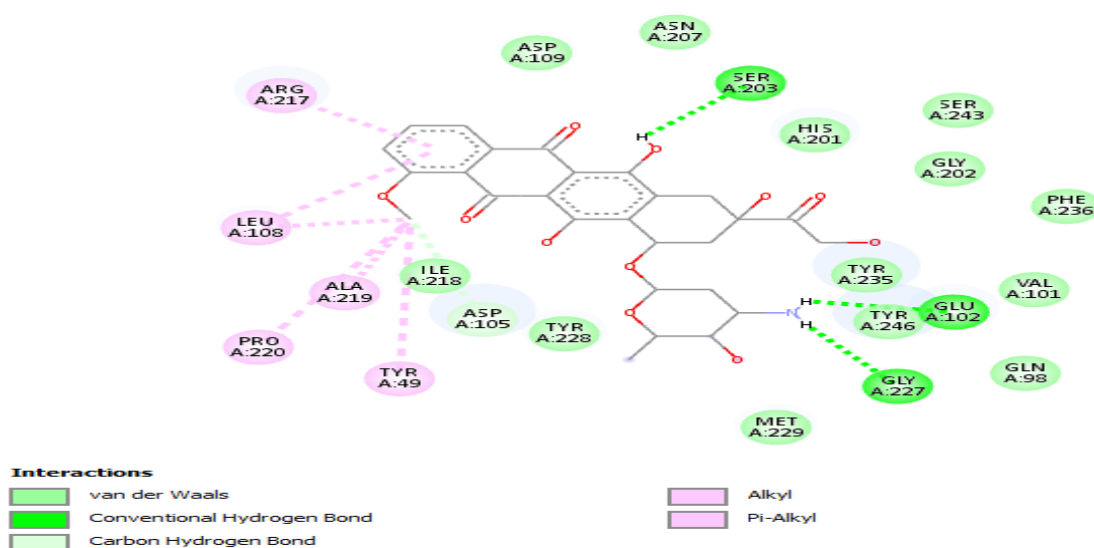 ASN
A:207
ASP
A:109
SER
A:203
ARG
A:217
SER
A:243
HIS
A:201
H
O
O
GLY
A:202
PHE
A:236
O
O
O
O
LEU
A:108
O
O
O
ILE
A:218
TYR
A:235
ALA
A:219
VAL
A:101
ASP
A:105
H
GLU
A:102
TYR
A:228
O
N
TYR
A:246
H
PRO
A:220
O
TYR
A:49
GLN
A:98
GLY
A:227
MET
A:229
Interactions
van der Waals
Conventional Hydrogen Bond
Carbon Hydrogen Bond
Alkyl
Pi-Alkyl